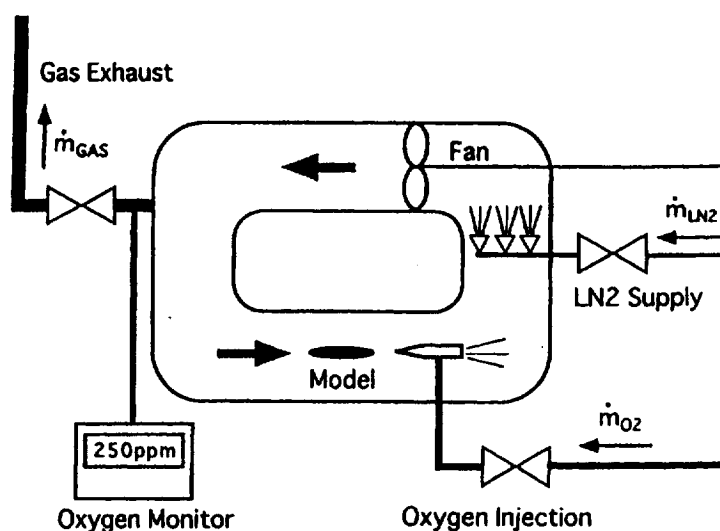 Gas Exhaust
ṁGAS
Fan
ṁLN2
LN2 Supply
Model
ṁO2
250ppm
Oxygen Monitor
Oxygen Injection